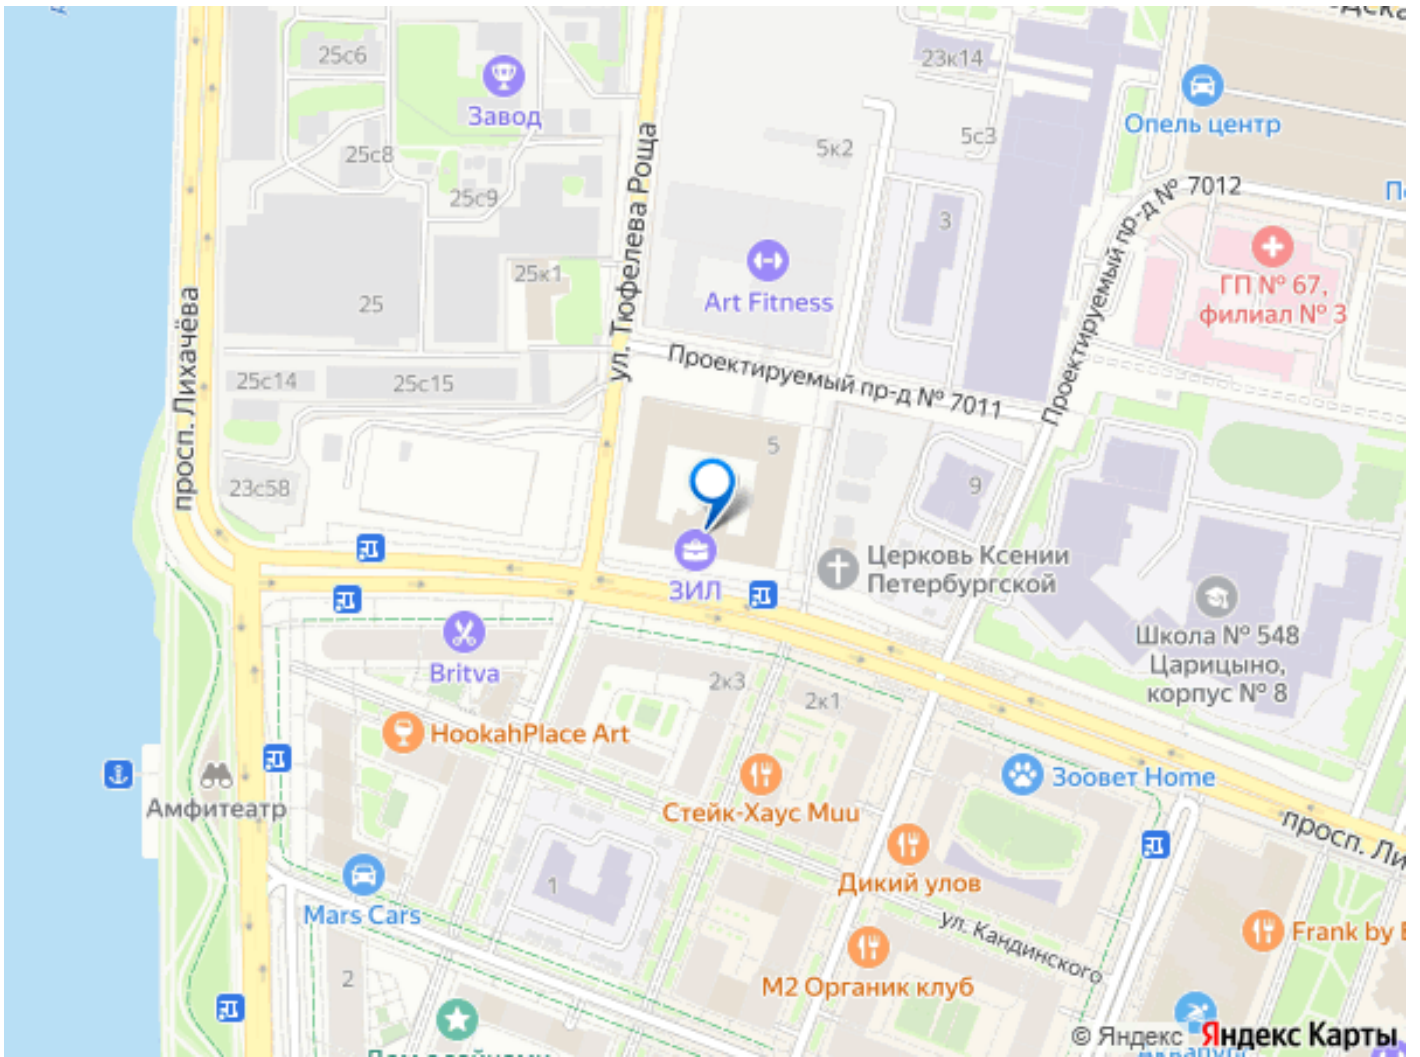 25с6
Завод
25с8
25с9
25к1
25
25с14
25с15
23с58
просп. Лихачёва
ул. Тюфелева Роща
23к14
5с3
5к2
3
Опель центр
Проектируемый пр-д № 7012
ГП № 67,
филиал № 3
Art Fitness
Проектируемый пр-д № 7011
5
9
ЗИЛ
Церковь Ксении
Петербургской
Школа № 548
Царицыно,
корпус № 8
Britva
2к3
2к1
HookahPlace Art
Амфитеатр
Стейк-Хаус Muu
Зоовет Home
просп. Ли
1
Дикий улов
Mars Cars
ул. Кандинского
Frank by
2
М2 Органик клуб
© Яндекс Яндекс Карты